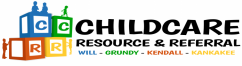 CC
RR
CHILDCARE
RESOURCE & REFERRAL
WILL - GRUNDY - KENDALL - KANKAKEE